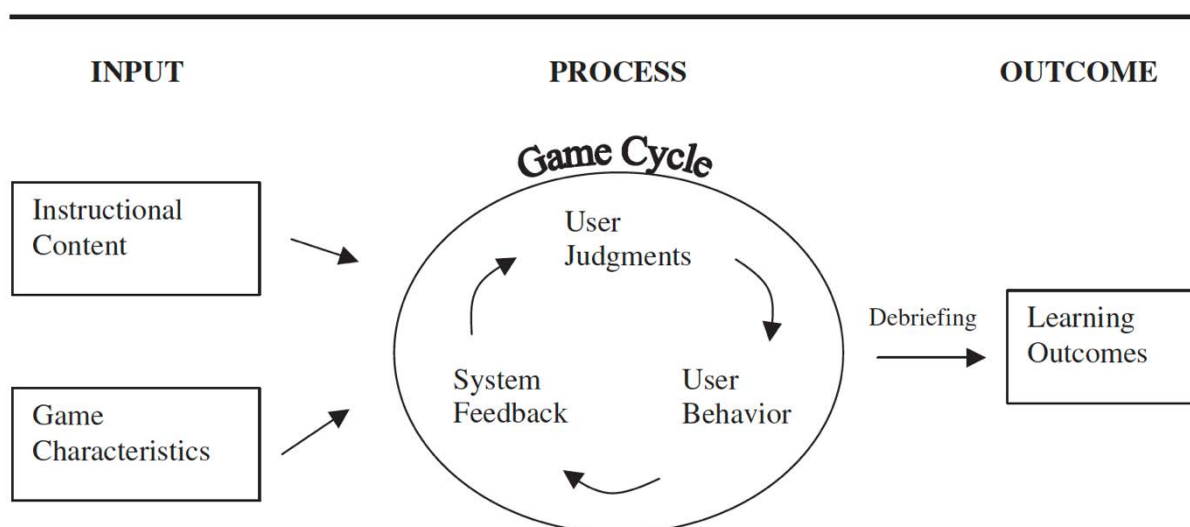 INPUT
PROCESS
OUTCOME
Game Cycle
Instructional
Content
Game
Characteristics
User
Judgments
System
Feedback
User
Behavior
Debriefing
Learning
Outcomes